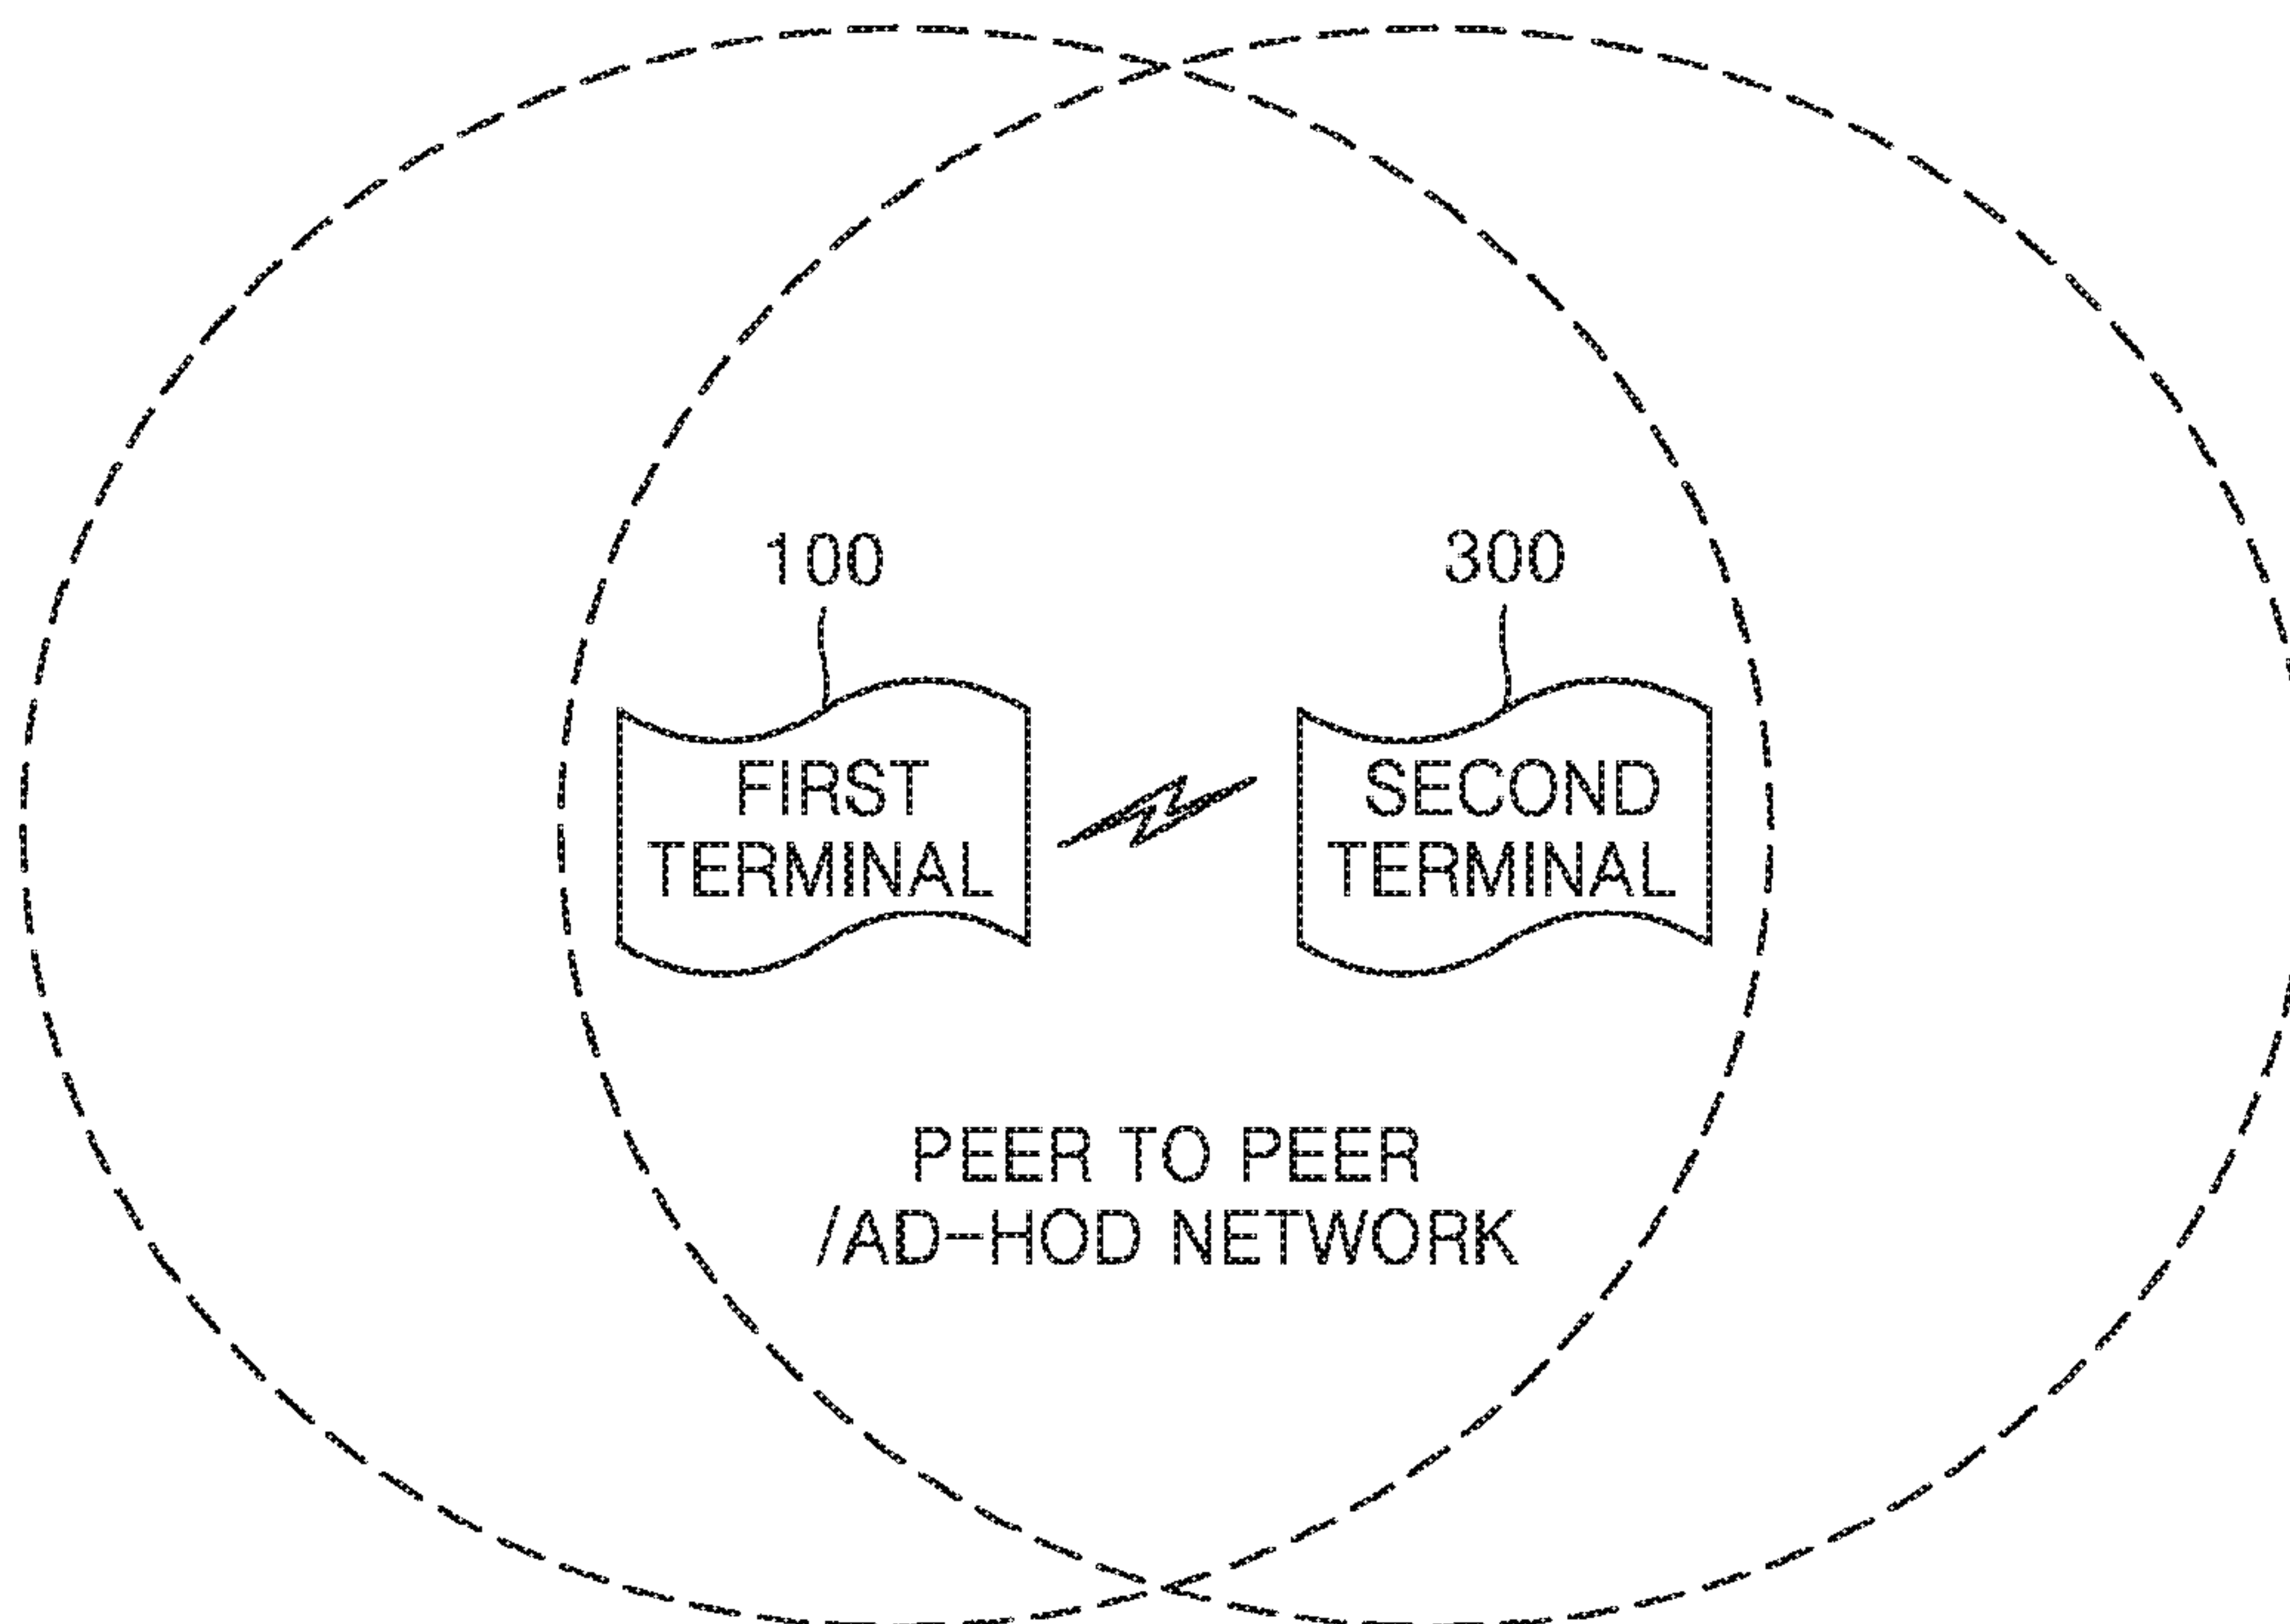 100
300
FIRST
TERMINAL
SECOND
TERMINAL
PEER TO PEER
/AD-HOD NETWORK